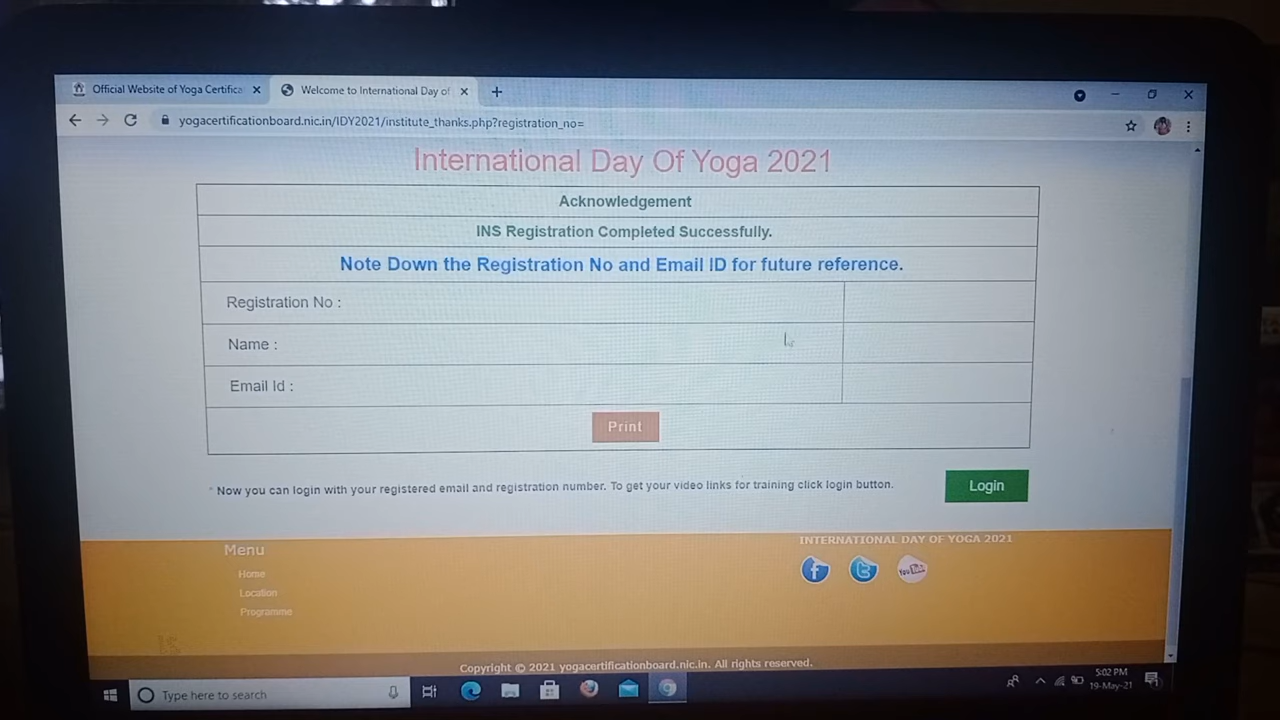 Official Website of Yoga Certifica
Welcome to International Day of
yogacertificationboard.nic.in/IDY2021/institute_thanks.php?registration_no=
International Day Of Yoga 2021
Acknowledgement
INS Registration Completed Successfully.
Note Down the Registration No and Email ID for future reference.
Registration No :
Name :
Email Id :
Print
* Now you can login with your registered email and registration number. To get your video links for training click login button.
Login
Menu
Home
Location
Programme
INTERNATIONAL DAY OF YOGA 2021
You Tube
Copyright © 2021 yogacertificationboard.nic.in. All rights reserved.
Type here to search
5:02 PM
19-May-21